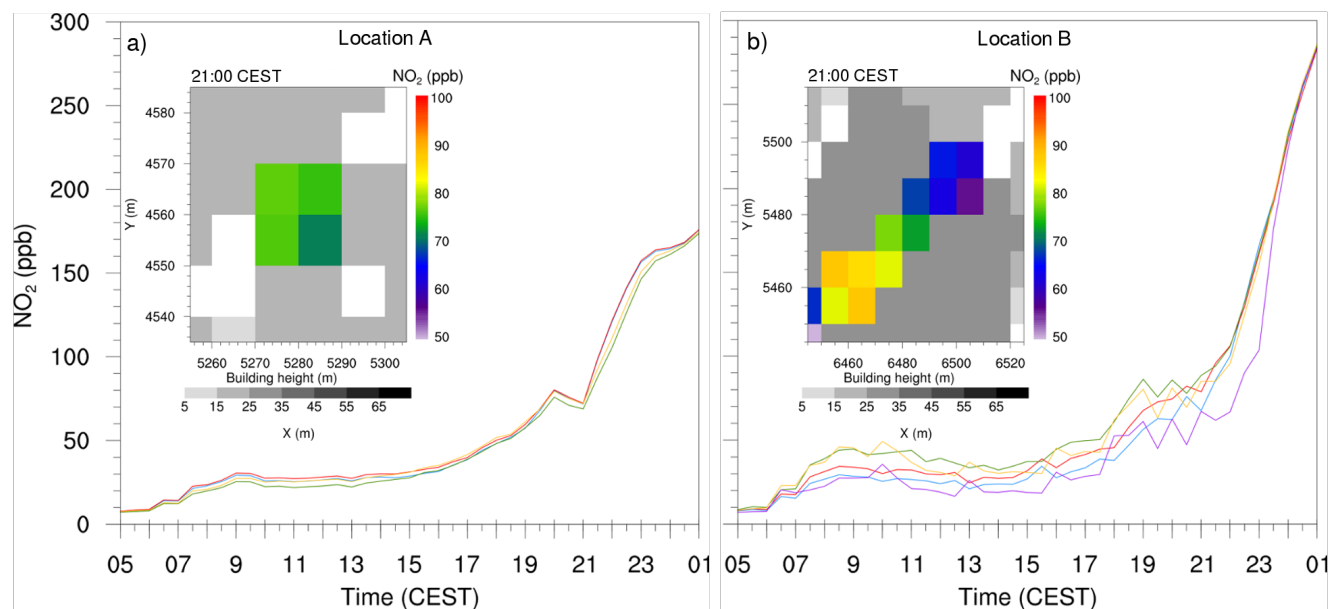 a) Location A
21:00 CEST NO2 (ppb)
100
90
80
70
60
50
4580
4570
4560
4550
4540
Y (m)
5260 5270 5280 5290 5300
Building height (m)
5 15 25 35 45 55 65
X (m)
300
250
200
150
100
50
0
NO2 (ppb)
05 07 09 11 13 15 17 19 21 23 01
Time (CEST)
b) Location B
21:00 CEST NO2 (ppb)
100
90
80
70
60
50
5500
5480
5460
Y (m)
6460 6480 6500 6520
Building height (m)
5 15 25 35 45 55 65
X (m)
05 07 9 11 13 15 17 19 21 23 01
Time (CEST)